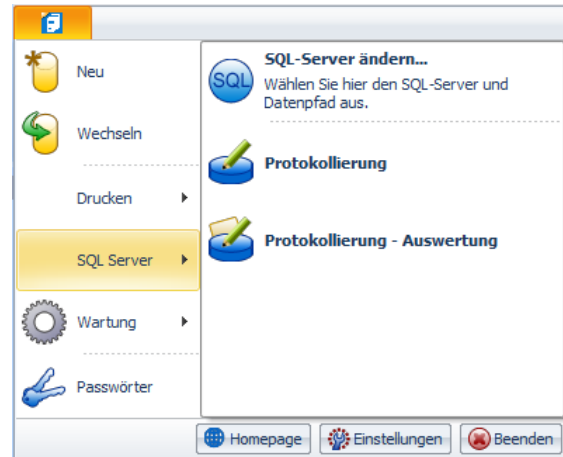 Neu
Wechseln
Drucken
SQL Server
Wartung
Passwörter
SQL
SQL-Server ändern...
Wählen Sie hier den SQL-Server und
Datenpfad aus.
Protokollierung
Protokollierung - Auswertung
Homepage
Einstellungen
Beenden